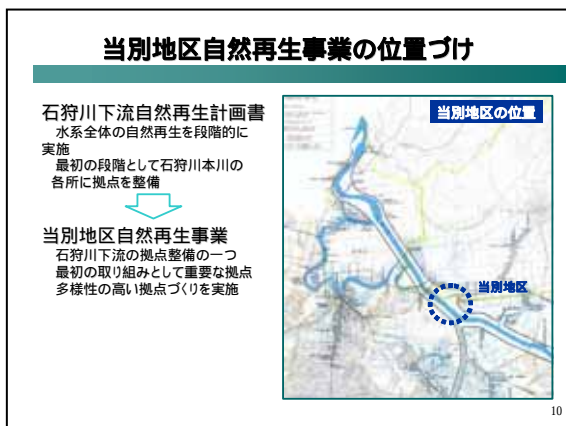 当別地区自然再生事業の位置づけ
石狩川下流自然再生計画書
水系全体の自然再生を段階的に
実施
最初の段階として石狩川本川の
各所に拠点を整備
当別地区自然再生事業
石狩川下流の拠点整備の一つ
最初の取り組みとして重要な拠点
多様性の高い拠点づくりを実施
当別地区の位置
当別地区
10